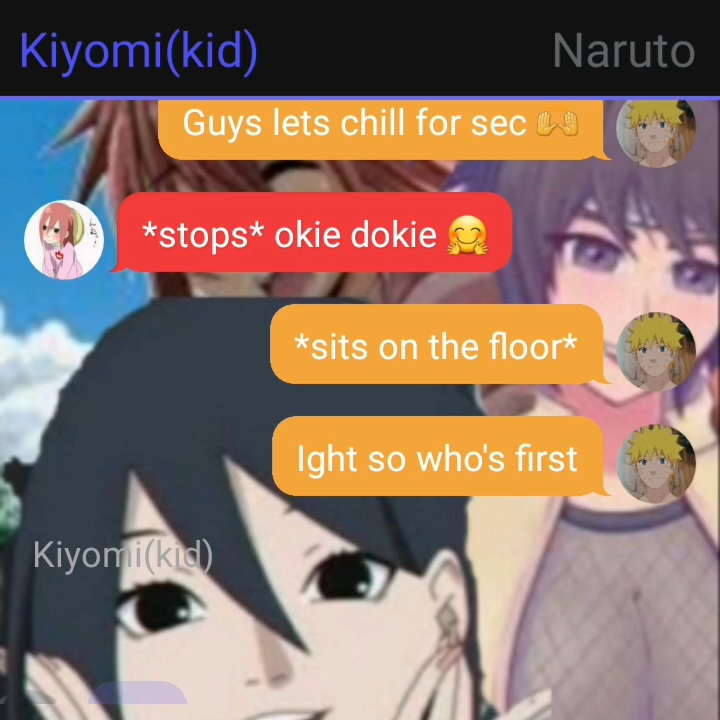 Kiyomi(kid) Naruto
Guys lets chill for sec 🙌
*stops* okie dokie 🤗
*sits on the floor*
Ight so who's first
Kiyomi(kid)